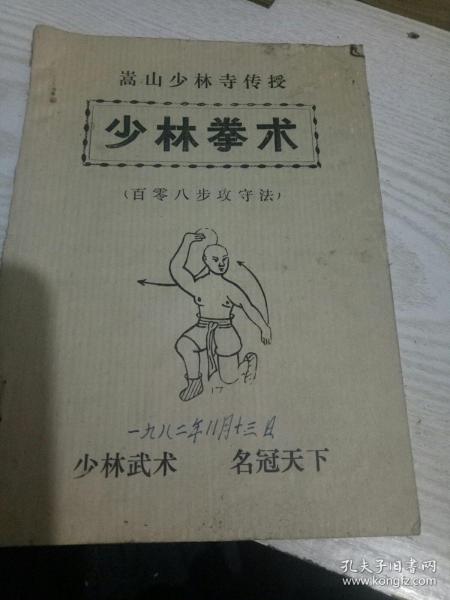 嵩山少林寺传授
少林拳术
(百零八步攻守法)
17
一九八二年11月十三日
少林武术 名冠天下
孔夫子旧书网
www.kongfz.com